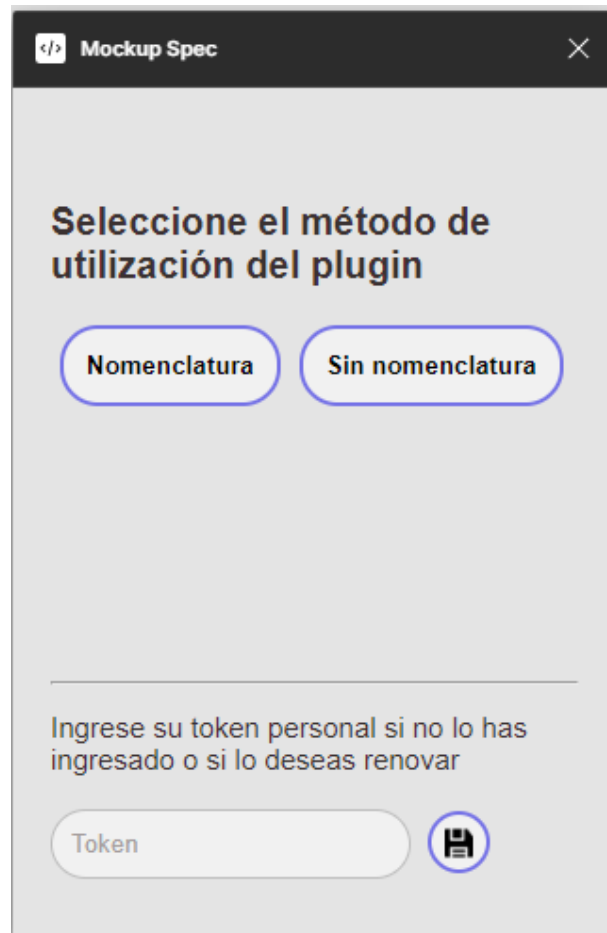 Mockup Spec
Seleccione el método de
utilización del plugin
Nomenclatura
Sin nomenclatura
Ingrese su token personal si no lo has
ingresado o si lo deseas renovar
Token